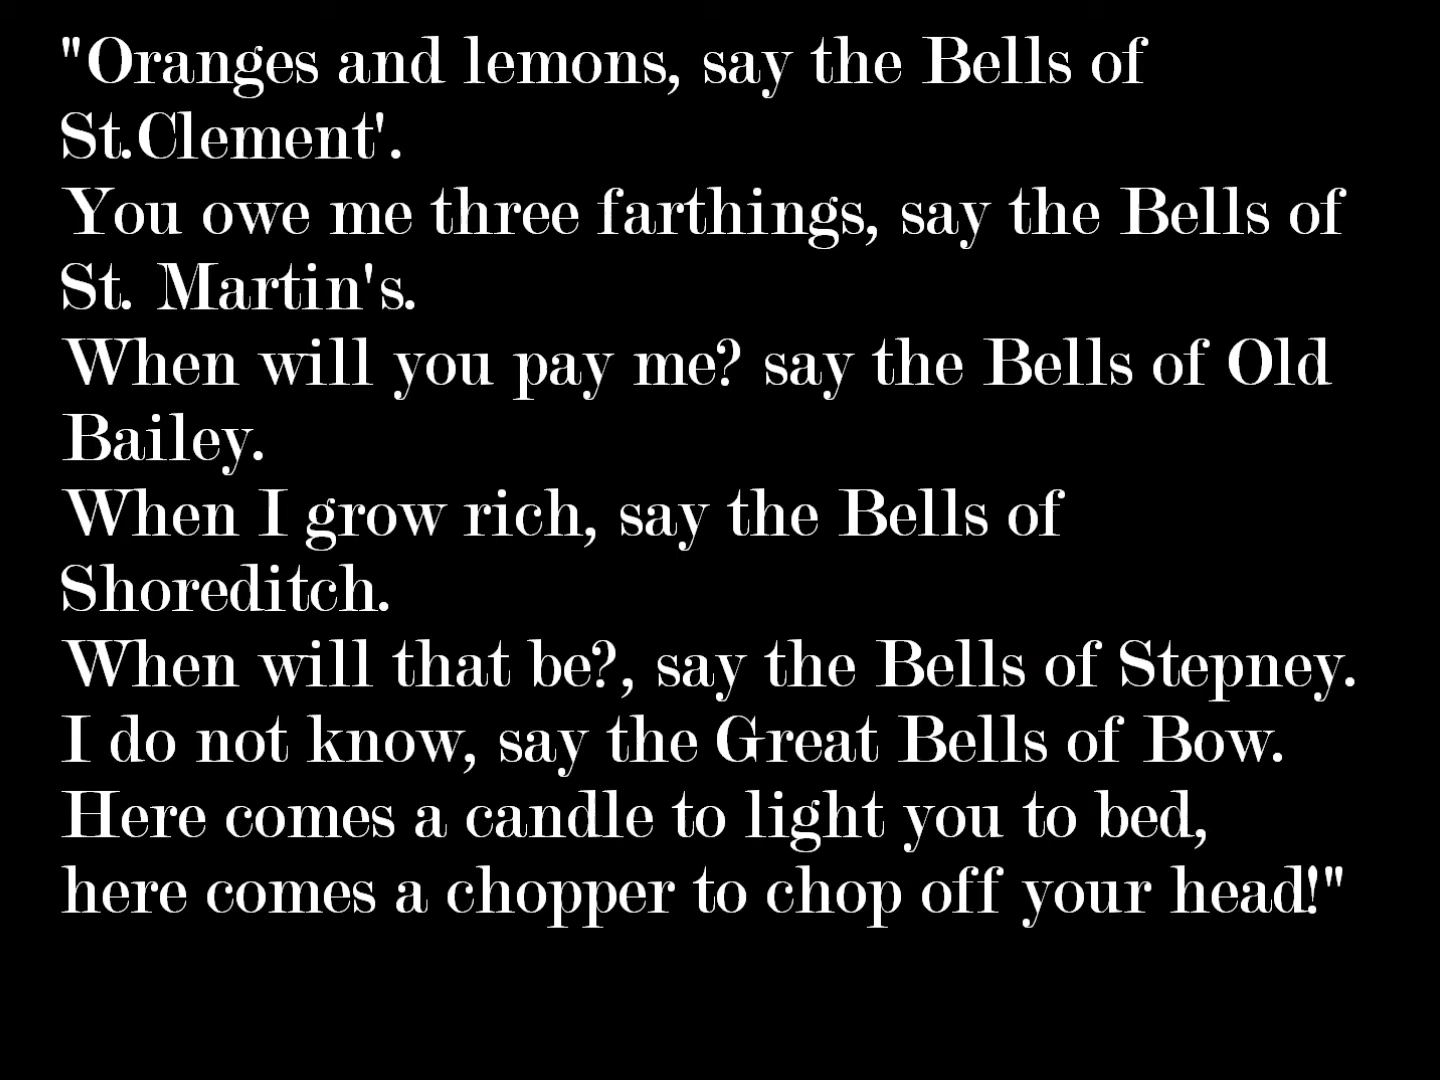 "Oranges and lemons, say the Bells of
St.Clement'.
You owe me three farthings, say the Bells of
St. Martin's.
When will you pay me? say the Bells of Old
Bailey.
When I grow rich, say the Bells of
Shoreditch.
When will that be?, say the Bells of Stepney.
I do not know, say the Great Bells of Bow.
Here comes a candle to light you to bed,
here comes a chopper to chop off your head!"